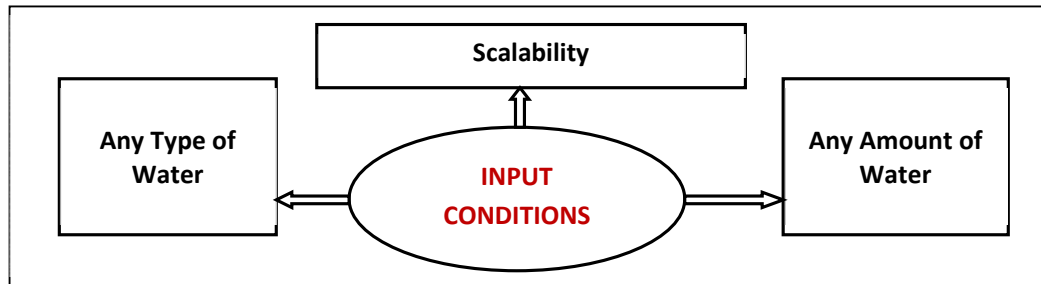 Scalability
Any Type of
Water
INPUT
CONDITIONS
Any Amount of
Water